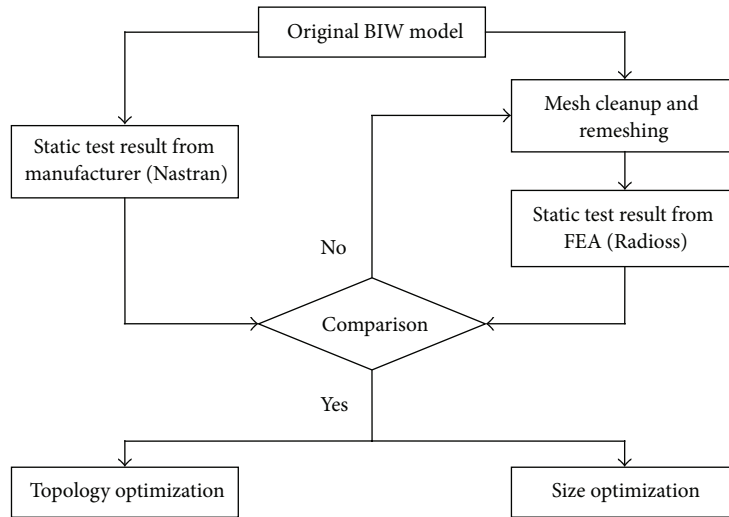 Original BIW model
Mesh cleanup and
remeshing
Static test result from
manufacturer (Nastran)
Static test result from
FEA (Radioss)
No
Comparison
Yes
Topology optimization
Size optimization